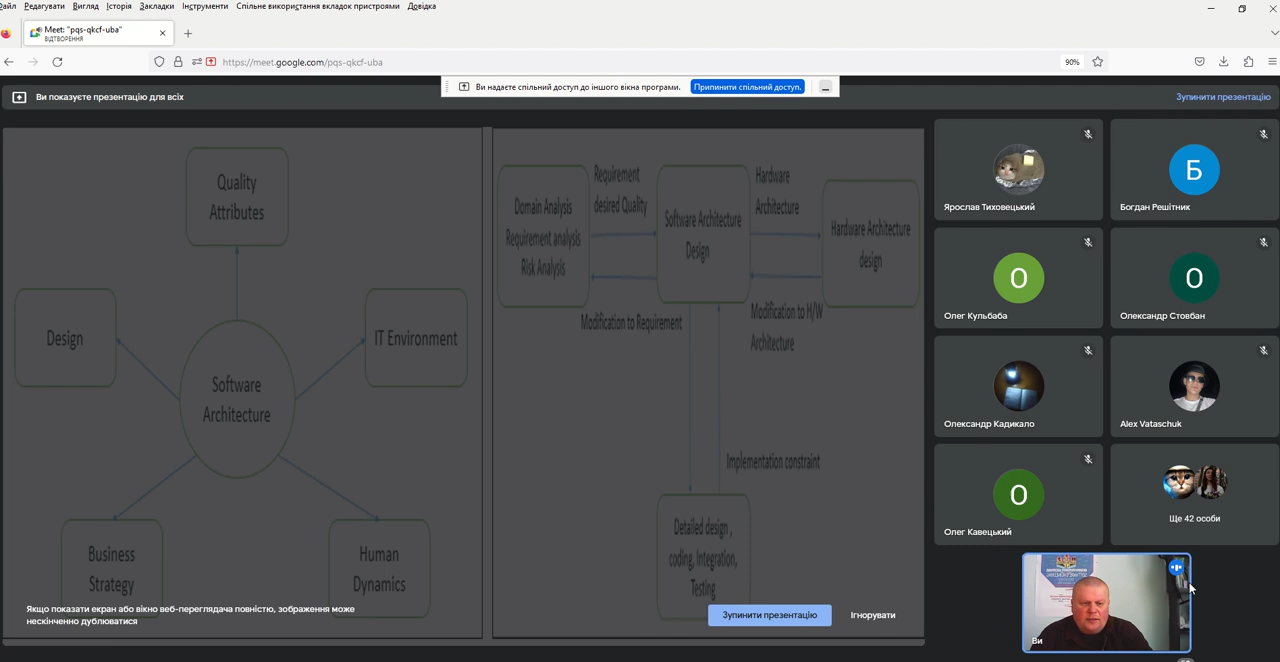 Файл Редагувати Вигляд Історія Закладки Інструменти Спільне використання вкладок пристроями Довідка
Meet: "pqs-qkcf-uba"
ВІДТВОРЕННЯ
https://meet.google.com/pqs-qkcf-uba
90%
Ви надаєте спільний доступ до іншого вікна програми. Припинити спільний доступ.
Ви показуєте презентацію для всіх
Зупинити презентацію
Quality
Attributes
Design
IT Environment
Software
Architecture
Business
Strategy
Human
Dynamics
Domain Analysis
Requirement analysis
Risk Analysis
Requirement
desired Quality
Software Architecture
Design
Hardware
Architecture
Hardware Architecture
design
Modification to Requirement
Modification to H/W
Architecture
Implementation constraint
Detailed design ,
coding, Integration,
Testing
Якщо показати екран або вікно веб-переглядача повністю, зображення може
нескінченно дублюватися
Зупинити презентацію
Ігнорувати
Ярослав Тиховецький
Б
Богдан Решітник
О
Олег Кульбаба
О
Олександр Стовбан
Олександр Кадикало
Alex Vataschuk
О
Олег Кавецький
Ще 42 особи
Ви